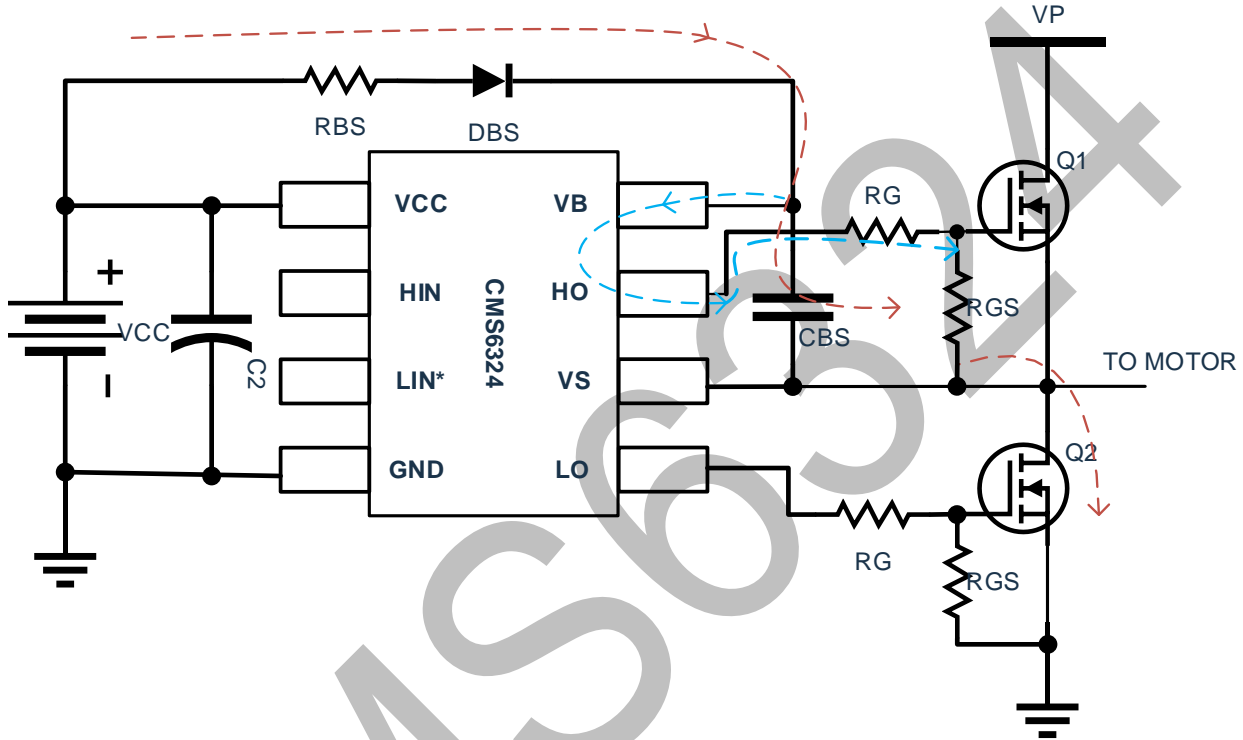 VP
RBS
DBS
Q1
VCC
VB
RG
HIN
HO
CMS6324
RGS
+
VCC
C2
CBS
LIN*
VS
TO MOTOR
-
GND
LO
Q2
RG
RGS
MS6324